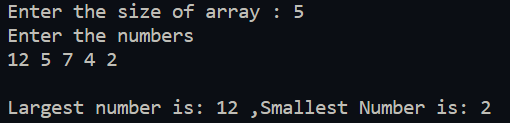 Enter the size of array : 5
Enter the numbers
12 5 7 4 2
Largest number is: 12 ,Smallest Number is: 2